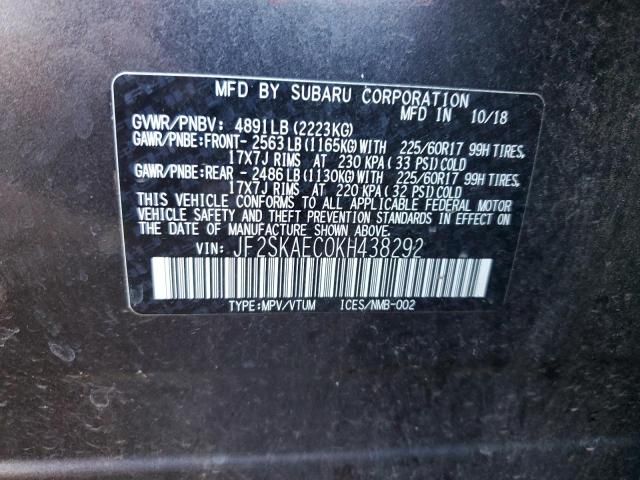 MFD BY SUBARU CORPORATION
MFD IN 10/18
GVWR/PNBV: 4891LB(2223KG)
GAWR/PNBE:FRONT-2563LB(1165KG)WITH 225/60R17 99H TIRES,
17X7J RIMS AT 230 KPA(33 PSI)COLD
GAWR/PNBE:REAR -2486LB(1130KG)WITH 225/60R17 99H TIRES,
17X7J RIMS AT 220 KPA(32 PSI)COLD
THIS VEHICLE CONFORMS TO ALL APPLICABLE FEDERAL MOTOR
VEHICLE SAFETY AND THEFT PREVENTION STANDARDS IN EFFECT ON
THE DATE OF MANUFACTURE SHOWN ABOVE.
VIN: JF2SKAEC0KH438292
TYPE:MPV/VTUM ICES/NMB-002